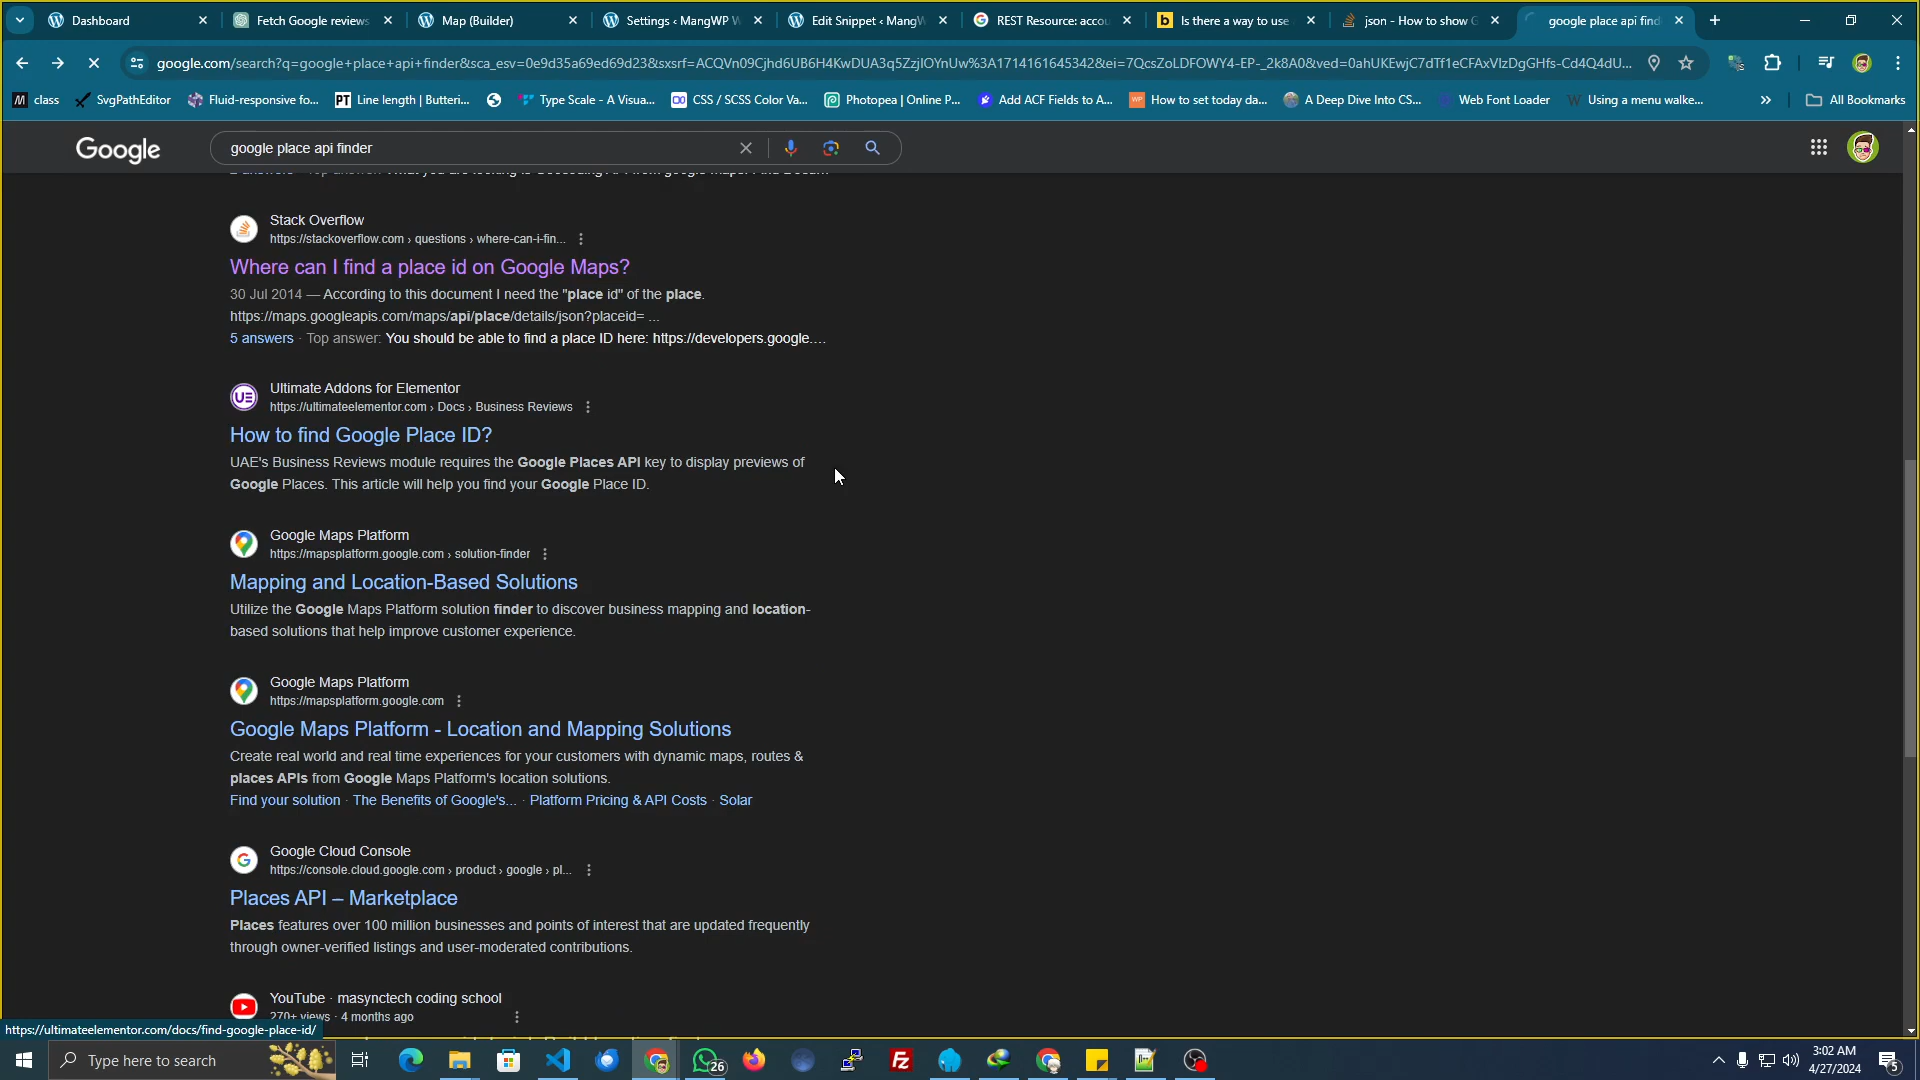 Dashboard
Fetch Google reviews
Map (Builder)
Settings ‹ MangWP W
Edit Snippet ‹ MangW
REST Resource: accou
Is there a way to use
json - How to show G
google place api find
google.com/search?q=google+place+api+finder&sca_esv=0e9d35a69ed69d23&sxsrf=ACQVn09Cjhd6UB6H4KwDUA3q5ZzjIOYnUw%3A1714161645342&ei=7QcsZoLDFOWY4-EP-_2k8A0&ved=0ahUKEwjC7dTf1eCFAxVIzDgGHfs-Cd4Q4dU...
class
SvgPathEditor
Fluid-responsive fo...
Line length | Butteri...
Type Scale - A Visua...
CSS / SCSS Color Va...
Photopea | Online P...
Add ACF Fields to A...
How to set today da...
A Deep Dive Into CS...
Web Font Loader
Using a menu walke...
All Bookmarks
Google
google place api finder
Stack Overflow
https://stackoverflow.com › questions › where-can-i-fin...
Where can I find a place id on Google Maps?
30 Jul 2014 — According to this document I need the "place id" of the place.
https://maps.googleapis.com/maps/api/place/details/json?placeid= ...
5 answers · Top answer: You should be able to find a place ID here: https://developers.google....
Ultimate Addons for Elementor
https://ultimateelementor.com › Docs › Business Reviews
How to find Google Place ID?
UAE's Business Reviews module requires the Google Places API key to display previews of
Google Places. This article will help you find your Google Place ID.
Google Maps Platform
https://mapsplatform.google.com › solution-finder
Mapping and Location-Based Solutions
Utilize the Google Maps Platform solution finder to discover business mapping and location-
based solutions that help improve customer experience.
Google Maps Platform
https://mapsplatform.google.com
Google Maps Platform - Location and Mapping Solutions
Create real world and real time experiences for your customers with dynamic maps, routes &
places APIs from Google Maps Platform's location solutions.
Find your solution · The Benefits of Google's... · Platform Pricing & API Costs · Solar
Google Cloud Console
https://console.cloud.google.com › product › google › pl...
Places API – Marketplace
Places features over 100 million businesses and points of interest that are updated frequently
through owner-verified listings and user-moderated contributions.
YouTube · masynctech coding school
270+ views · 4 months ago
https://ultimateelementor.com/docs/find-google-place-id/
Type here to search
26
3:02 AM
4/27/2024
5